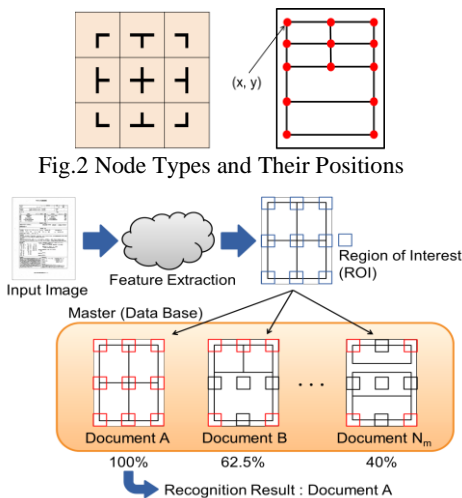 (x, y)
Fig.2 Node Types and Their Positions
Input Image
Feature Extraction
Region of Interest
(ROI)
Master (Data Base)
Document A
Document B
. . .
Document Nm
100%
62.5%
40%
Recognition Result : Document A